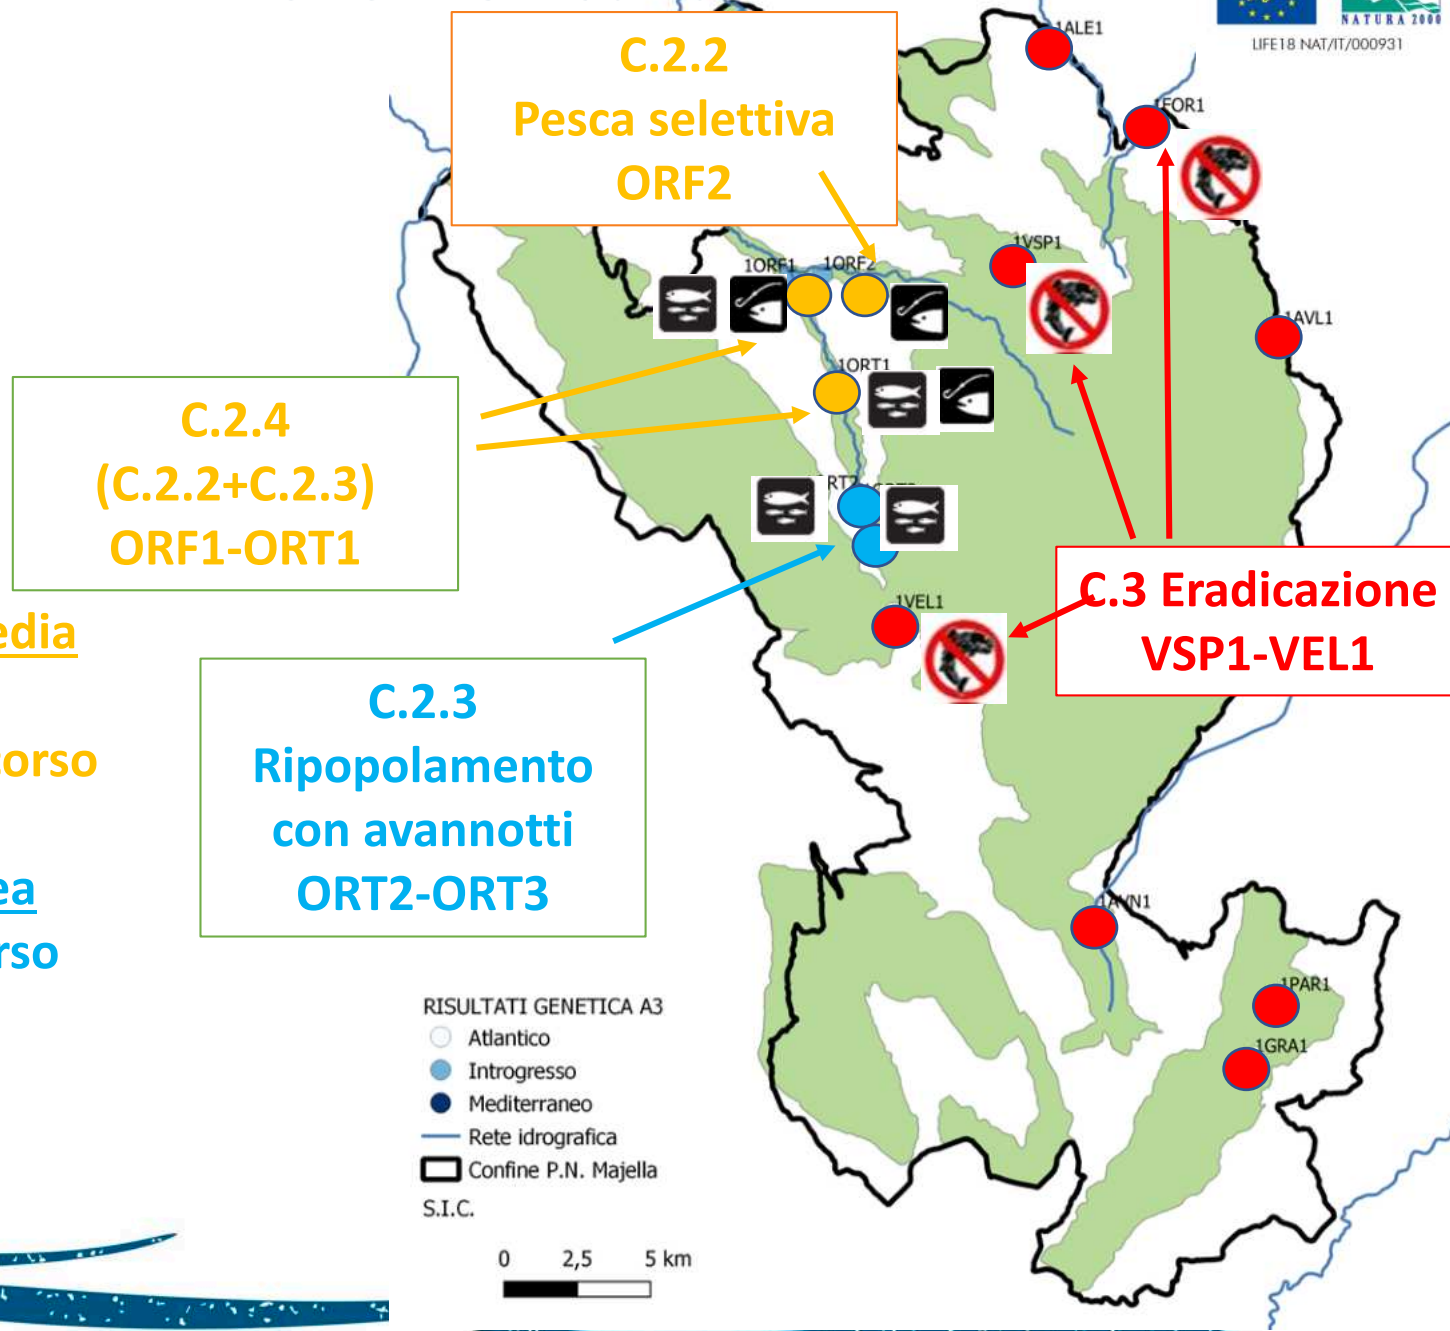 NATURA 2000
LIFE18 NAT/IT/000931
C.2.2
Pesca selettiva
ORF2
1ALE1
1FOR1
1VSP1
1ORF1
1ORF2
1AVL1
1ORT1
C.2.4
(C.2.2+C.2.3)
ORF1-ORT1
RT2
C.3 Eradicazione
VSP1-VEL1
1VEL1
edia
C.2.3
Ripopolamento
con avannotti
ORT2-ORT3
corso
ea
rso
1AVN1
1PAR1
1GRA1
RISULTATI GENETICA A3
Atlantico
Introgresso
Mediterraneo
Rete idrografica
Confine P.N. Majella
S.I.C.
0 2,5 5 km